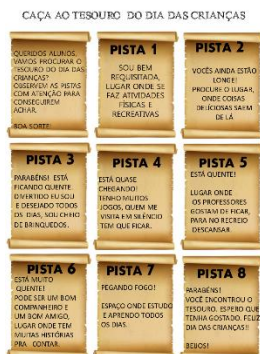 CAÇA AO TESOURO DO DIA DAS CRIANÇAS
QUERIDOS ALUNOS,
VAMOS PROCURAR O
TESOURO DO DIA DAS
CRIANÇAS?
OBSERVEM AS PISTAS
COM ATENÇÃO PARA
CONSEGUIREM
ACHAR.
BOA SORTE!
PISTA 1
SOU BEM
REQUISITADA,
LUGAR ONDE SE
FAZ ATIVIDADES
FÍSICAS E
RECREATIVAS
PISTA 2
VOCÊS AINDA ESTÃO
LONGE!
PROCURE O LUGAR,
ONDE COISAS
DELICIOSAS SAEM
DE LÁ
PISTA 3
PARABÉNS! ESTÁ
FICANDO QUENTE.
DIVERTIDO EU SOU
E DESEJADO TODOS
OS DIAS, SOU CHEIO
DE BRINQUEDOS.
PISTA 4
ESTÁ QUASE
CHEGANDO!
TENHO MUITOS
JOGOS, QUEM ME
VISITA EM SILÊNCIO
TEM QUE FICAR.
PISTA 5
ESTÁ QUENTE!
LUGAR ONDE
OS PROFESSORES
GOSTAM DE FICAR,
PARA NO RECREIO
DESCANSAR.
PISTA 6
ESTÁ MUITO
QUENTE!
PODE SER UM BOM
COMPANHEIRO E
UM BOM AMIGO,
LUGAR ONDE TEM
MUITAS HISTÓRIAS
PRA CONTAR.
PISTA 7
PEGANDO FOGO!
ESPAÇO ONDE ESTUDO
E APRENDO TODOS
OS DIAS.
PISTA 8
PARABÉNS!
VOCÊ ENCONTROU O
TESOURO. ESPERO QUE
TENHA GOSTADO. FELIZ
DIA DAS CRIANÇAS!!
BEIJOS!